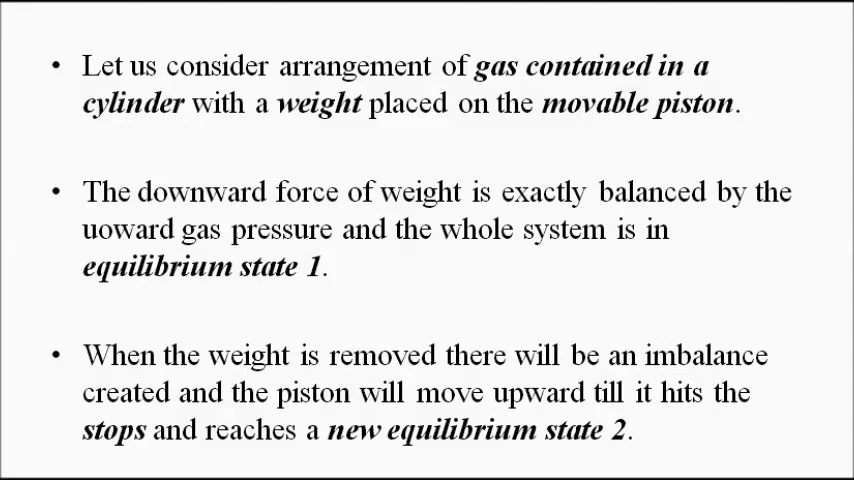 • Let us consider arrangement of gas contained in a
cylinder with a weight placed on the movable piston.
• The downward force of weight is exactly balanced by the
uoward gas pressure and the whole system is in
equilibrium state 1.
• When the weight is removed there will be an imbalance
created and the piston will move upward till it hits the
stops and reaches a new equilibrium state 2.